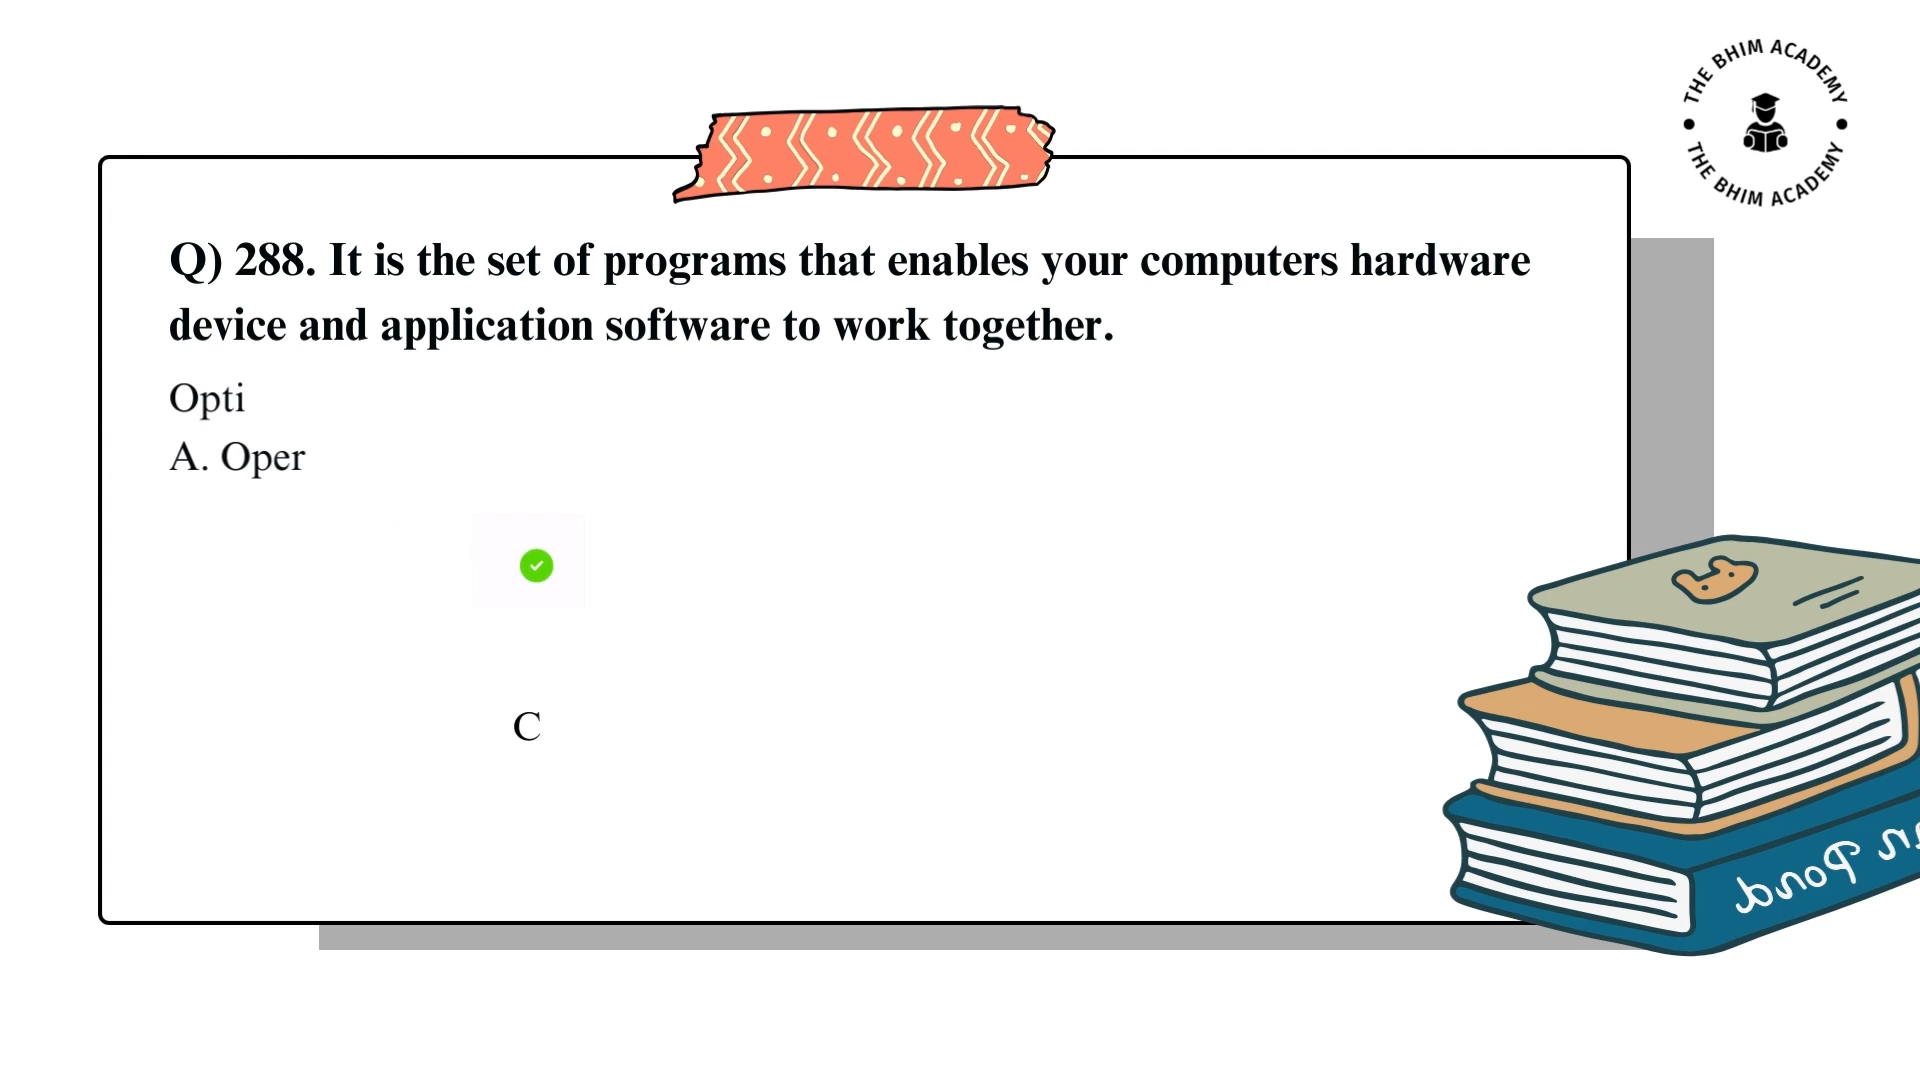 THE BHIM ACADEMY
THE BHIM ACADEMY
Q) 288. It is the set of programs that enables your computers hardware
device and application software to work together.
Opti
A. Oper
C
Pond